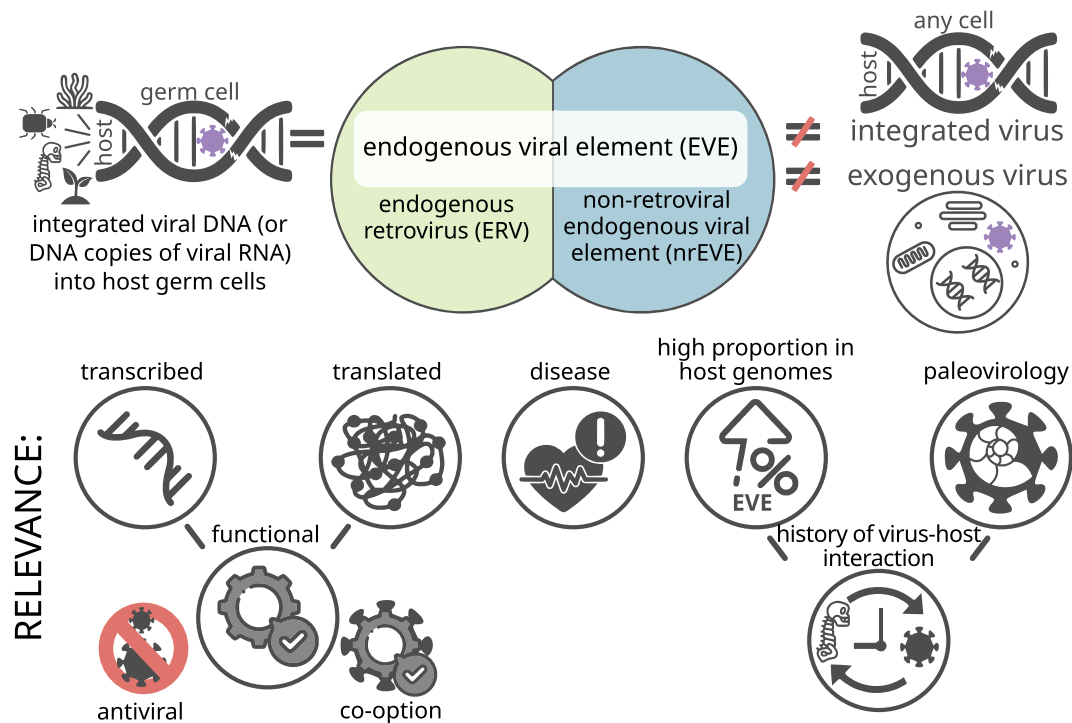 any cell
host
integrated virus
exogenous virus
germ cell
host
=
endogenous viral element (EVE)
≠
≠
endogenous
retrovirus (ERV)
non-retroviral
endogenous viral
element (nrEVE)
integrated viral DNA (or
DNA copies of viral RNA)
into host germ cells
RELEVANCE:
transcribed
translated
disease
!
high proportion in
host genomes
%
EVE
paleovirology
functional
history of virus-host
interaction
antiviral
co-option